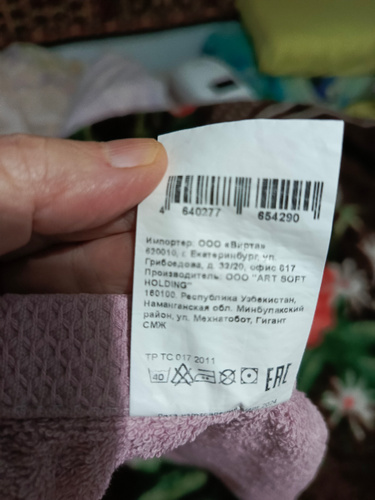 4 640277 654290
Импортер: ООО «Вирта»
620010, г. Екатеринбург, ул.
Грибоедова, д. 32/20, офис 617
Производитель: ООО "ART SOFT
HOLDING"
160100, Республика Узбекистан,
Наманганская обл. Минбулакский
район, ул. Мехнатобот, Гигант
СМЖ
ТР ТС 017 2011
40
EAC